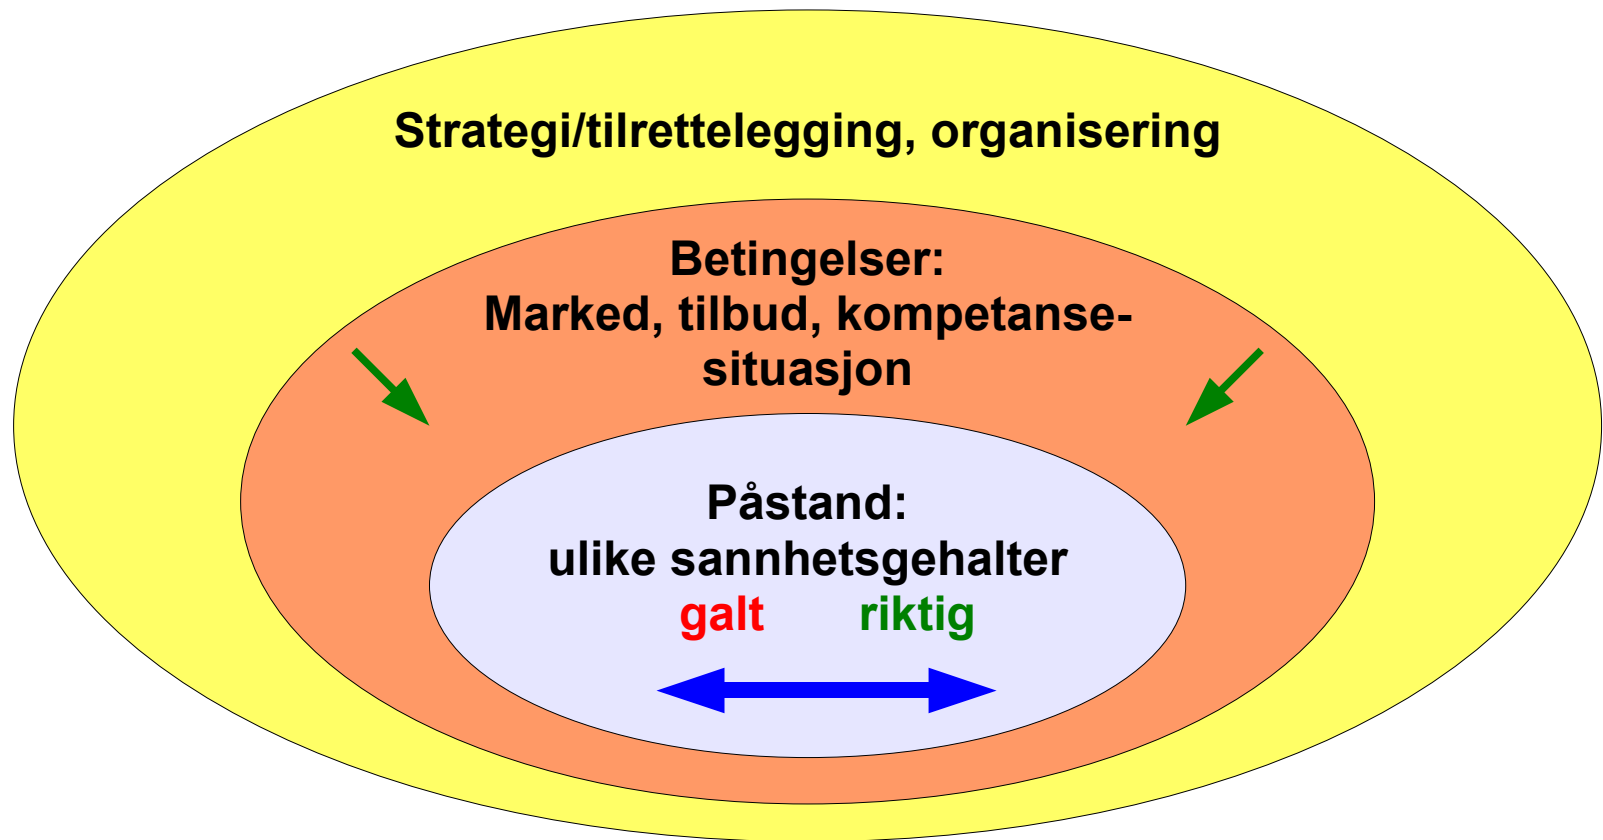 Strategi/tilrettelegging, organisering
Betingelser:
Marked, tilbud, kompetanse-
situasjon
Påstand:
ulike sannhetsgehalter
galt riktig